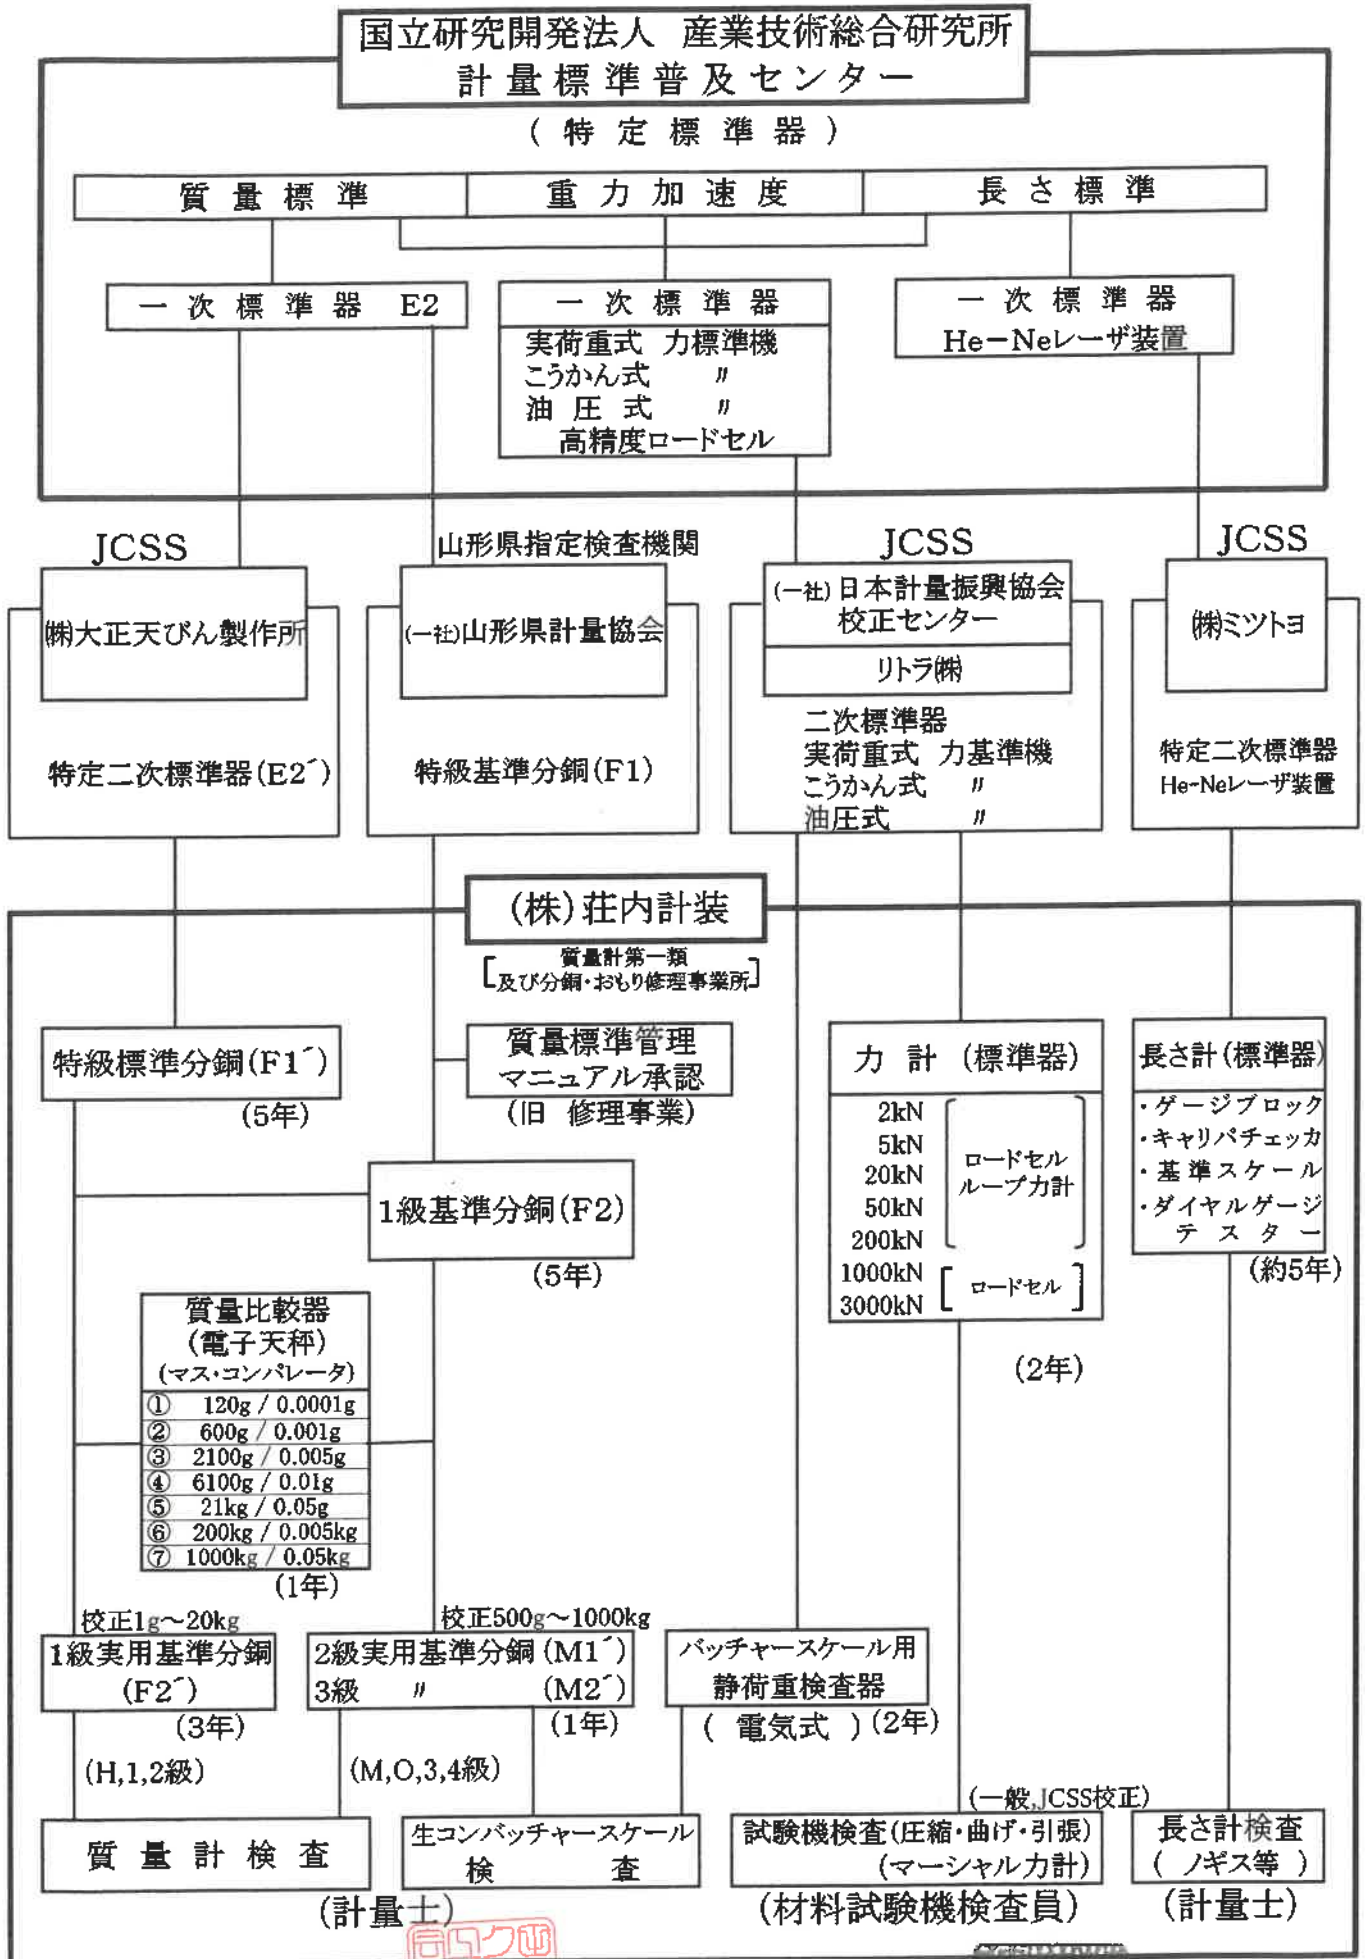 国立研究開発法人 産業技術総合研究所
計量標準普及センター
(特定標準器)
質量標準
重力加速度
長さ標準
一次標準器 E2
一次標準器
実荷重式 力標準機
こうかん式 〃
油圧式 〃
高精度ロードセル
一次標準器
He-Neレーザ装置
JCSS
㈱大正天びん製作所
特定二次標準器(E2´)
山形県指定検査機関
(一社)山形県計量協会
特級基準分銅(F1)
JCSS
(一社)日本計量振興協会
校正センター
リトラ㈱
二次標準器
実荷重式 力基準機
こうかん式 〃
油圧式 〃
JCSS
㈱ミツトヨ
特定二次標準器
He-Neレーザ装置
(株)荘内計装
質量計第一類
及び分銅・おもり修理事業所
特級標準分銅(F1´)
(5年)
質量標準管理
マニュアル承認
(旧 修理事業)
1級基準分銅(F2)
(5年)
質量比較器
(電子天秤)
(マス・コンパレータ)
① 120g / 0.0001g
② 600g / 0.001g
③ 2100g / 0.005g
④ 6100g / 0.01g
⑤ 21kg / 0.05g
⑥ 200kg / 0.005kg
⑦ 1000kg / 0.05kg
(1年)
力計(標準器)
2kN
5kN
20kN
50kN
200kN
ロードセル
ループ力計
1000kN
3000kN
ロードセル
(2年)
長さ計(標準器)
・ゲージブロック
・キャリパチェッカ
・基準スケール
・ダイヤルゲージ
テスター
(約5年)
校正1g～20kg
1級実用基準分銅
(F2´)
(3年)
(H,1,2級)
校正500g～1000kg
2級実用基準分銅(M1´)
3級 〃 (M2´)
(1年)
(M,O,3,4級)
バッチャースケール用
静荷重検査器
(電気式)(2年)
質量計検査
生コンバッチャースケール
検査
(計量士)
(一般,JCSS校正)
試験機検査(圧縮・曲げ・引張)
(マーシャル力計)
(材料試験機検査員)
長さ計検査
(ノギス等)
(計量士)